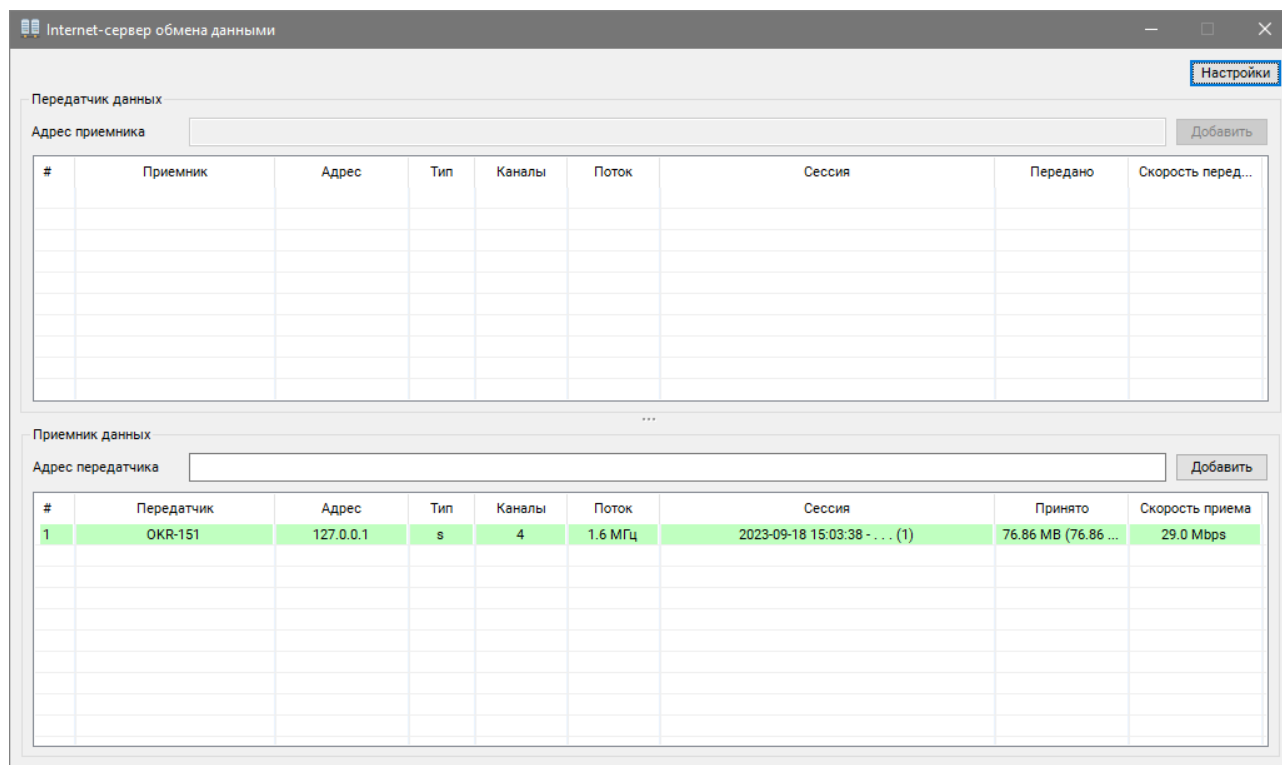 Internet-сервер обмена данными
Настройки
Передатчик данных
Адрес приемника Добавить
# Приемник Адрес Тип Каналы Поток Сессия Передано Скорость перед...
Приемник данных
Адрес передатчика Добавить
# Передатчик Адрес Тип Каналы Поток Сессия Принято Скорость приема
1 OKR-151 127.0.0.1 s 4 1.6 МГц 2023-09-18 15:03:38 - . . . (1) 76.86 MB (76.86 ... 29.0 Mbps